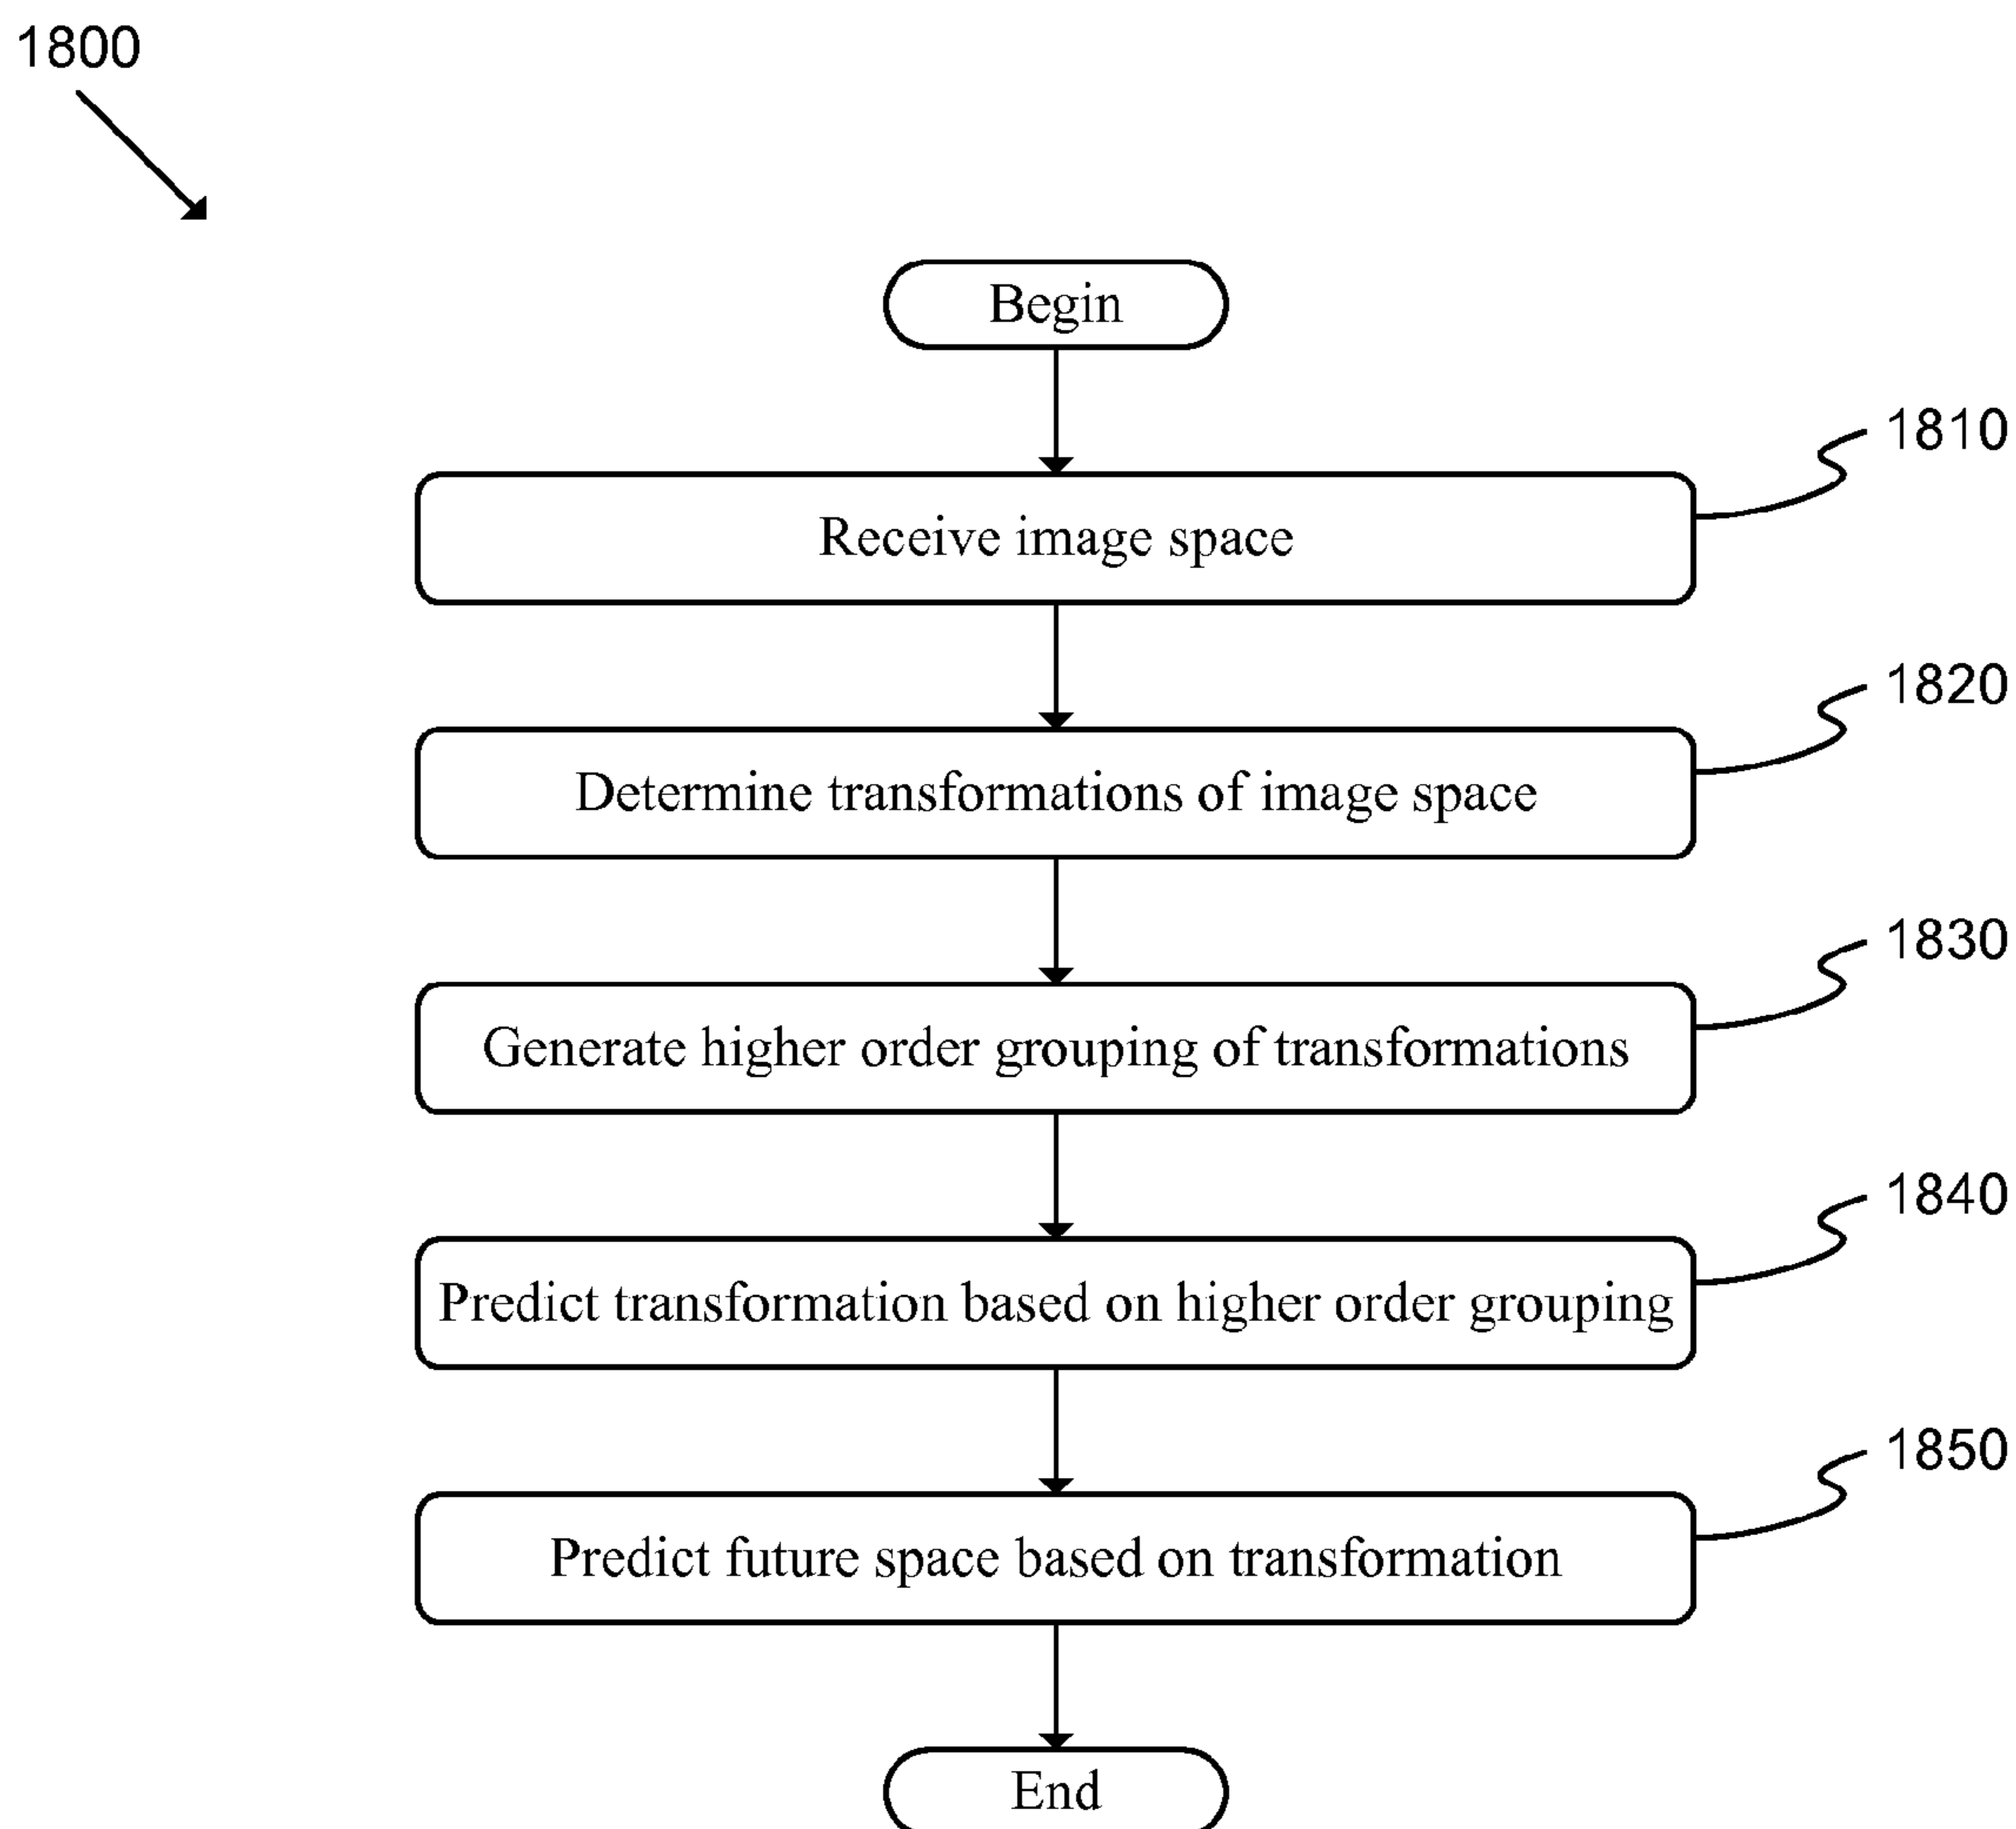 1800
Begin
1810
Receive image space
1820
Determine transformations of image space
1830
Generate higher order grouping of transformations
1840
Predict transformation based on higher order grouping
1850
Predict future space based on transformation
End